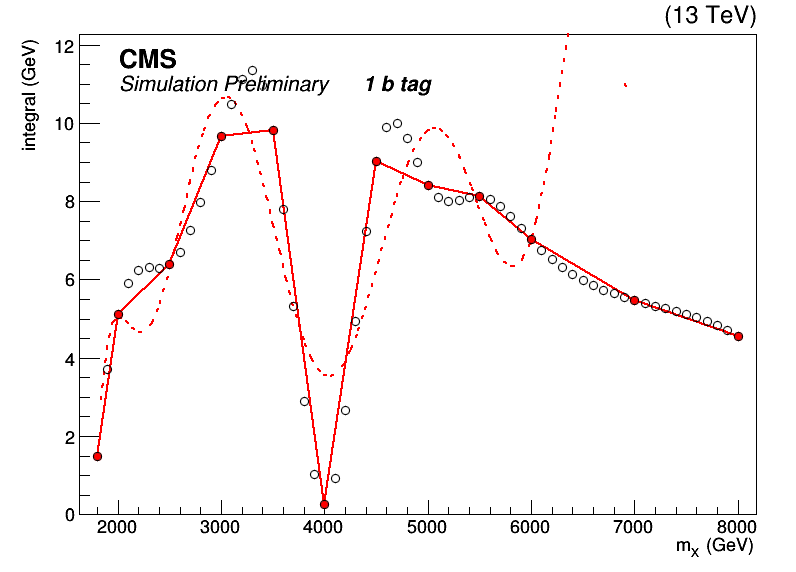 (13 TeV)
CMS
Simulation Preliminary
1 b tag
integral (GeV)
12
10
8
6
4
2
0
2000 3000 4000 5000 6000 7000 8000
mX (GeV)